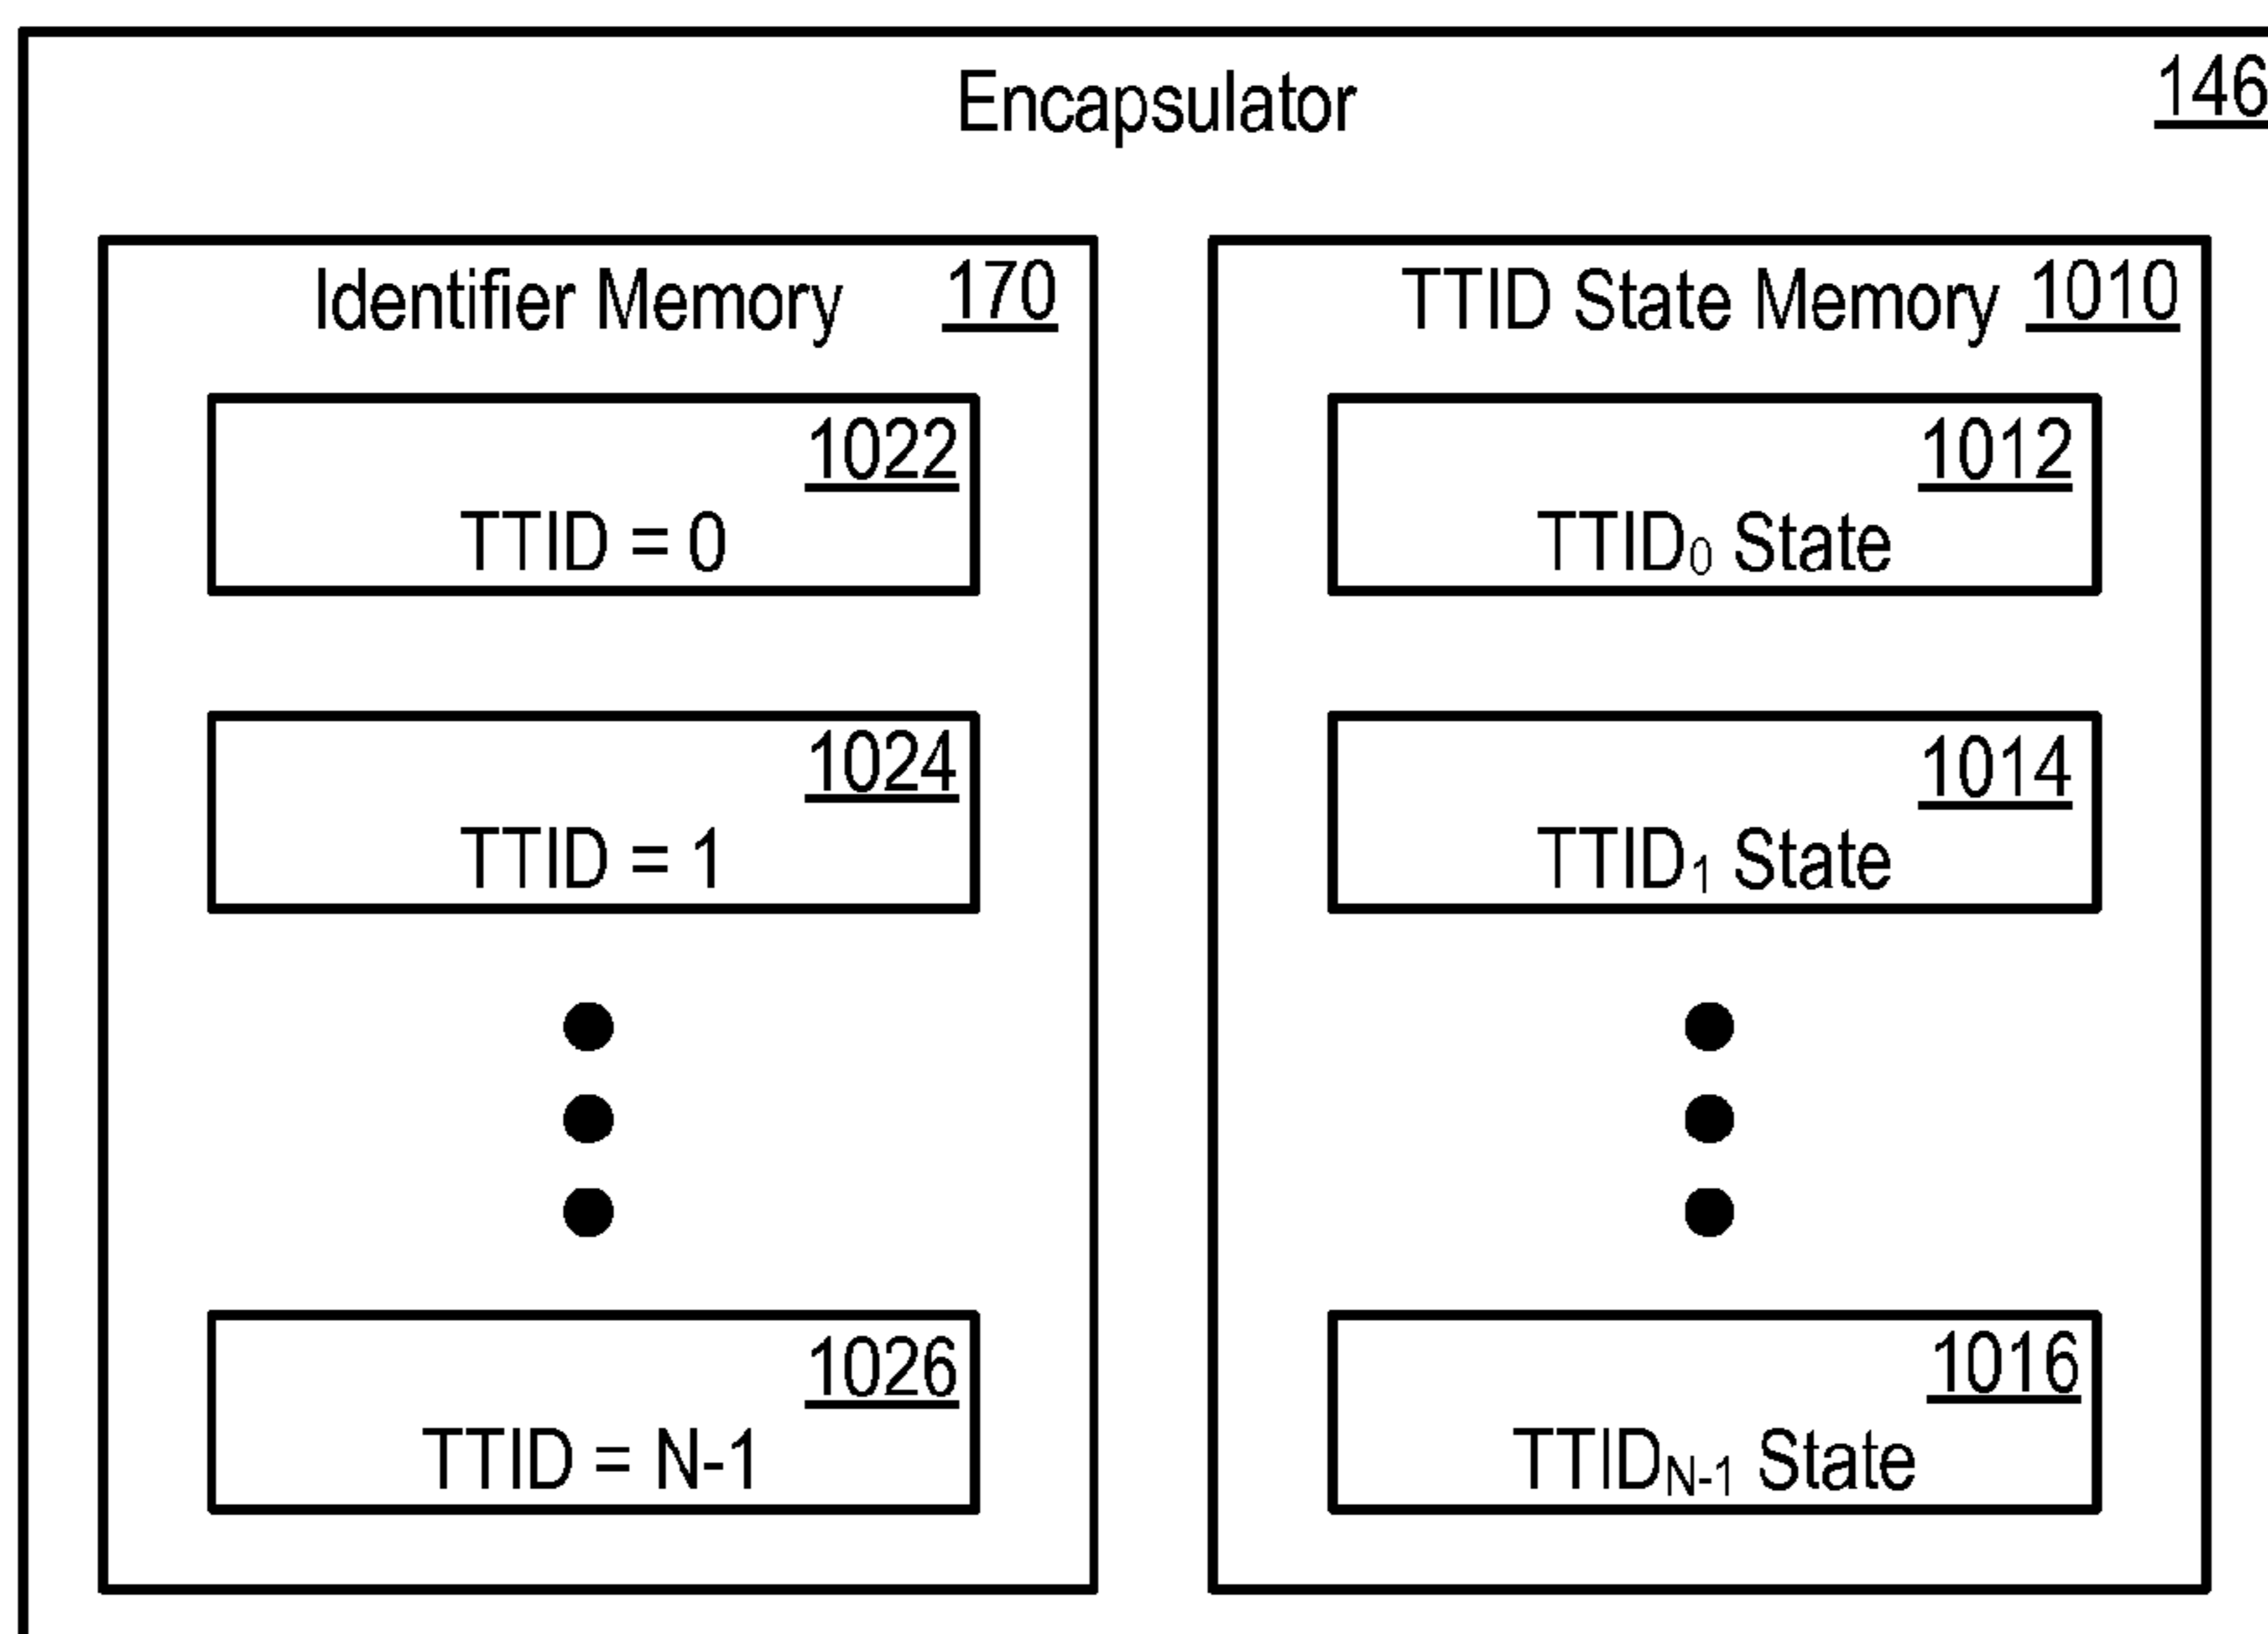 Encapsulator 146
Identifier Memory 170
1022
TTID = 0
1024
TTID = 1
1026
TTID = N-1
TTID State Memory 1010
1012
TTID₀ State
1014
TTID₁ State
1016
TTID_N-1 State